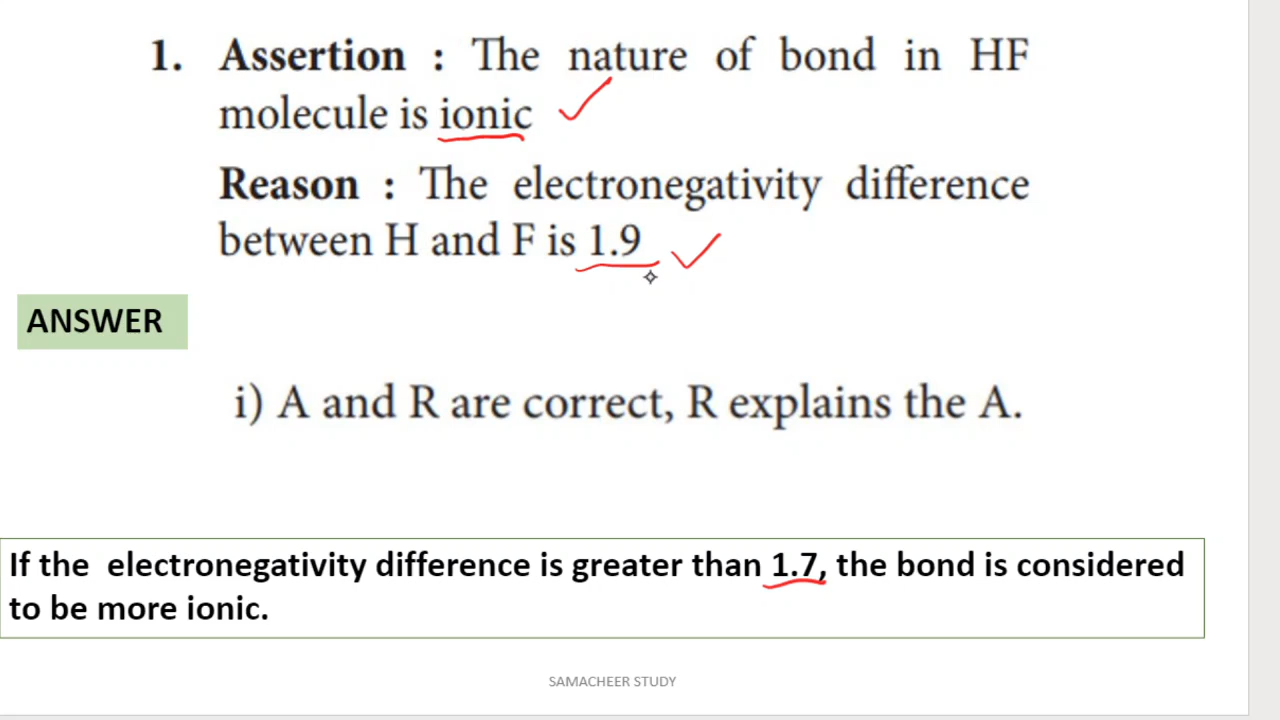 1. Assertion : The nature of bond in HF
molecule is ionic
Reason : The electronegativity difference
between H and F is 1.9
ANSWER
i) A and R are correct, R explains the A.
If the electronegativity difference is greater than 1.7, the bond is considered
to be more ionic.
SAMACHEER STUDY